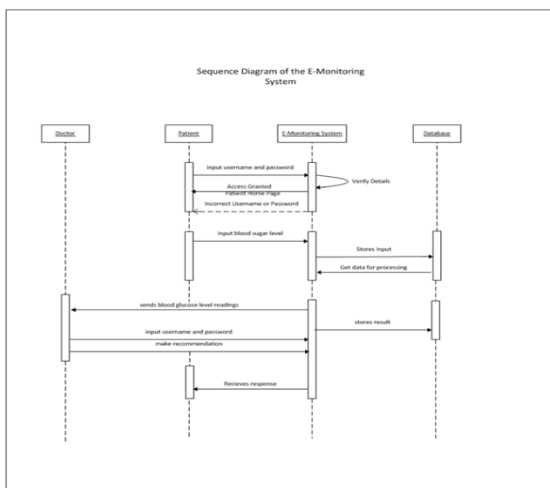 Sequence Diagram of the E-Monitoring
System
Doctor
Patient
E-Monitoring System
Database
input username and password
Verify Details
Access Granted
Patient Home Page
Incorrect Username or Password
Input blood sugar level
Stores Input
Get data for processing
sends blood glucose level readings
stores result
input username and password
make recommendation
Recieves response